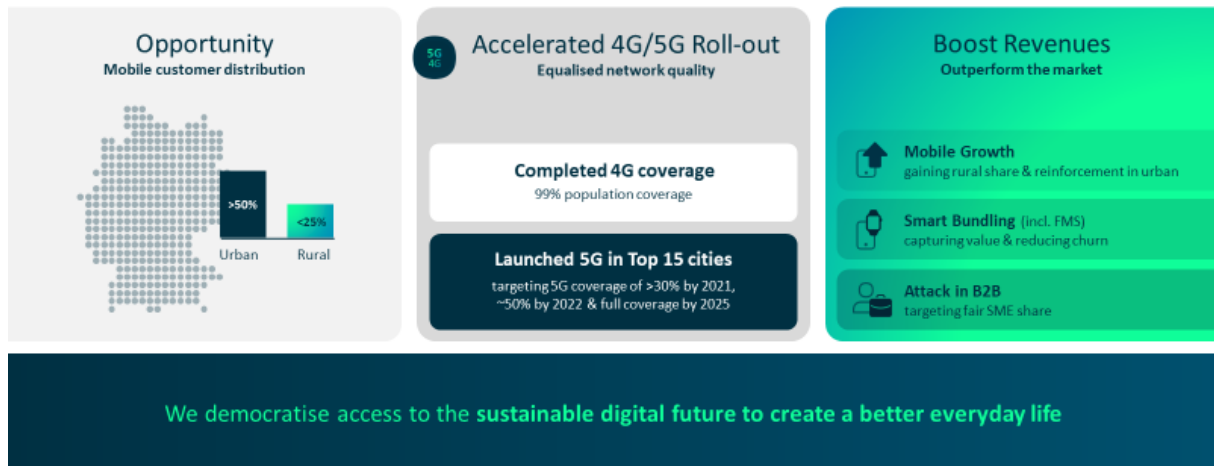 Opportunity
Mobile customer distribution
>50%
<25%
Urban
Rural
5G
4G
Accelerated 4G/5G Roll-out
Equalised network quality
Completed 4G coverage
99% population coverage
Launched 5G in Top 15 cities
targeting 5G coverage of >30% by 2021,
~50% by 2022 & full coverage by 2025
Boost Revenues
Outperform the market
Mobile Growth
gaining rural share & reinforcement in urban
Smart Bundling (incl. FMS)
capturing value & reducing churn
Attack in B2B
targeting fair SME share
We democratise access to the sustainable digital future to create a better everyday life